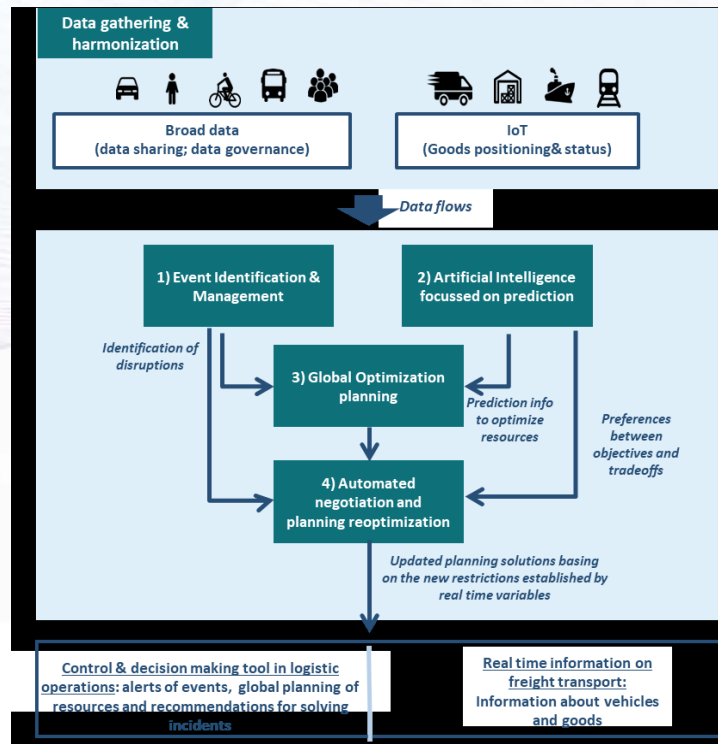 Data gathering &
harmonization
Broad data
(data sharing; data governance)
IoT
(Goods positioning& status)
Data flows
1) Event Identification &
Management
2) Artificial Intelligence
focussed on prediction
Identification of
disruptions
3) Global Optimization
planning
Prediction info
to optimize
resources
Preferences
between
objectives and
tradeoffs
4) Automated
negotiation and
planning reoptimization
Updated planning solutions basing
on the new restrictions established by
real time variables
Control & decision making tool in logistic
operations: alerts of events, global planning of
resources and recommendations for solving
incidents
Real time information on
freight transport:
Information about vehicles
and goods